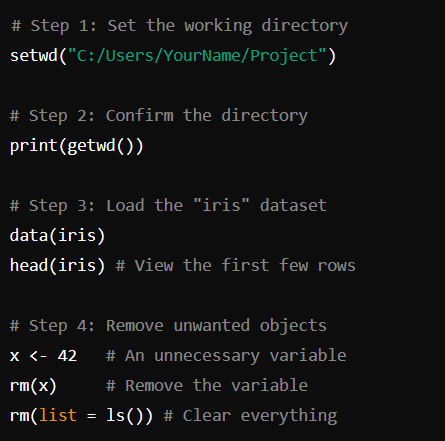 # Step 1: Set the working directory
setwd("C:/Users/YourName/Project")
# Step 2: Confirm the directory
print(getwd())
# Step 3: Load the "iris" dataset
data(iris)
head(iris) # View the first few rows
# Step 4: Remove unwanted objects
x <- 42   # An unnecessary variable
rm(x)     # Remove the variable
rm(list = ls()) # Clear everything